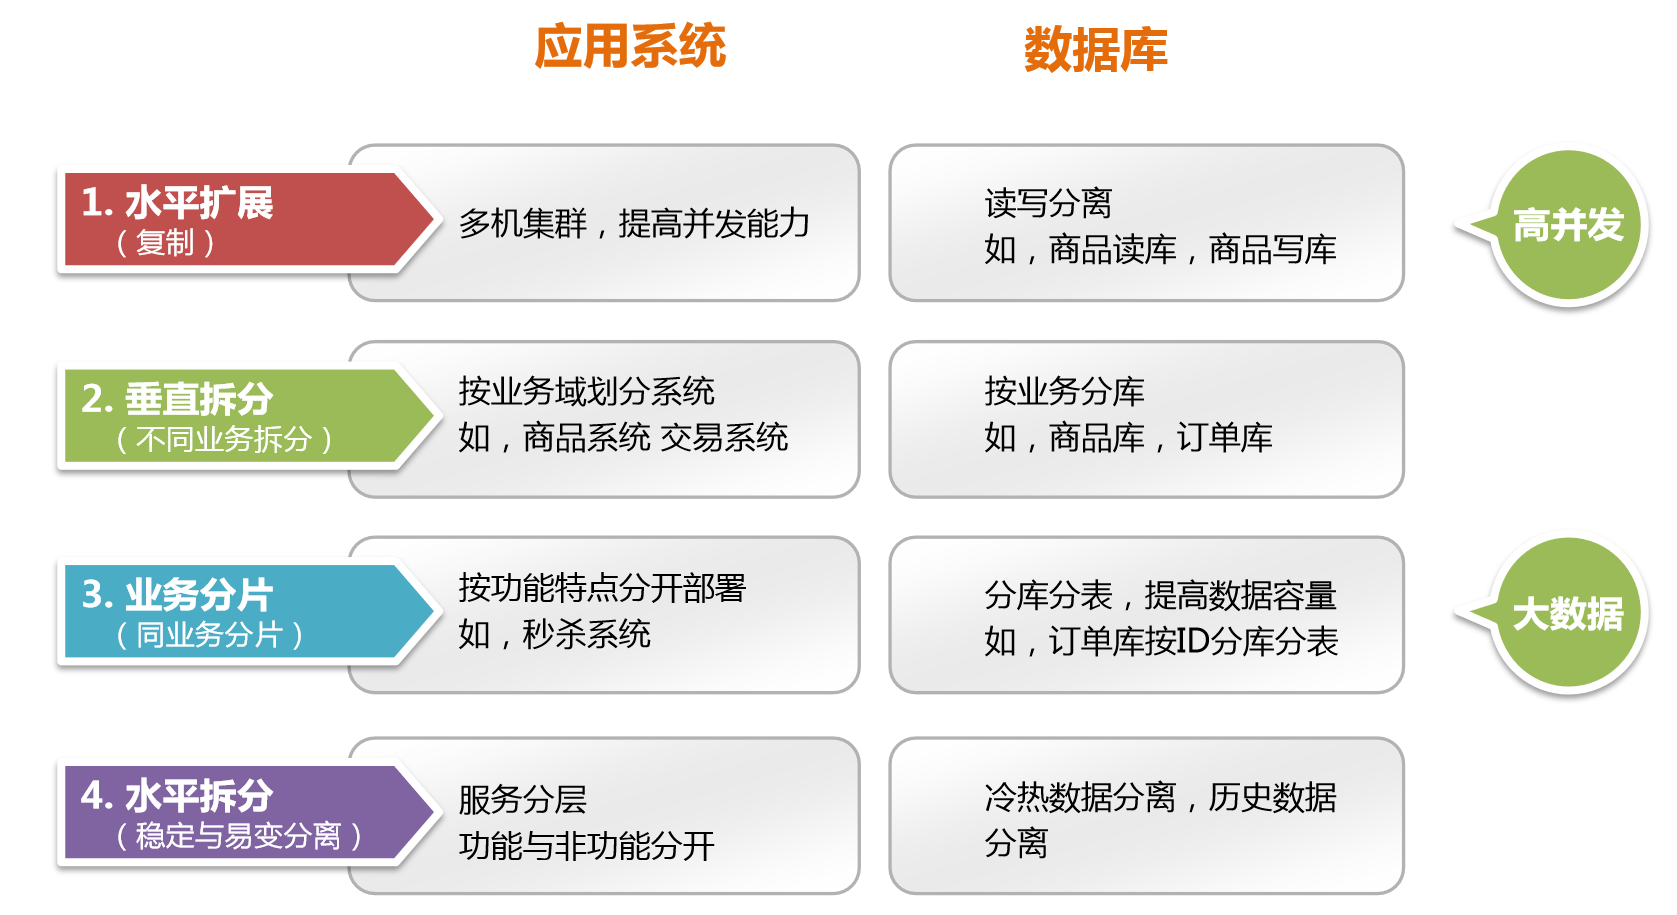 应用系统
数据库
1. 水平扩展
（复制）
多机集群，提高并发能力
读写分离
如，商品读库，商品写库
高并发
2. 垂直拆分
（不同业务拆分）
按业务域划分系统
如，商品系统 交易系统
按业务分库
如，商品库，订单库
3. 业务分片
（同业务分片）
按功能特点分开部署
如，秒杀系统
分库分表，提高数据容量
如，订单库按ID分库分表
大数据
4. 水平拆分
（稳定与易变分离）
服务分层
功能与非功能分开
冷热数据分离，历史数据
分离